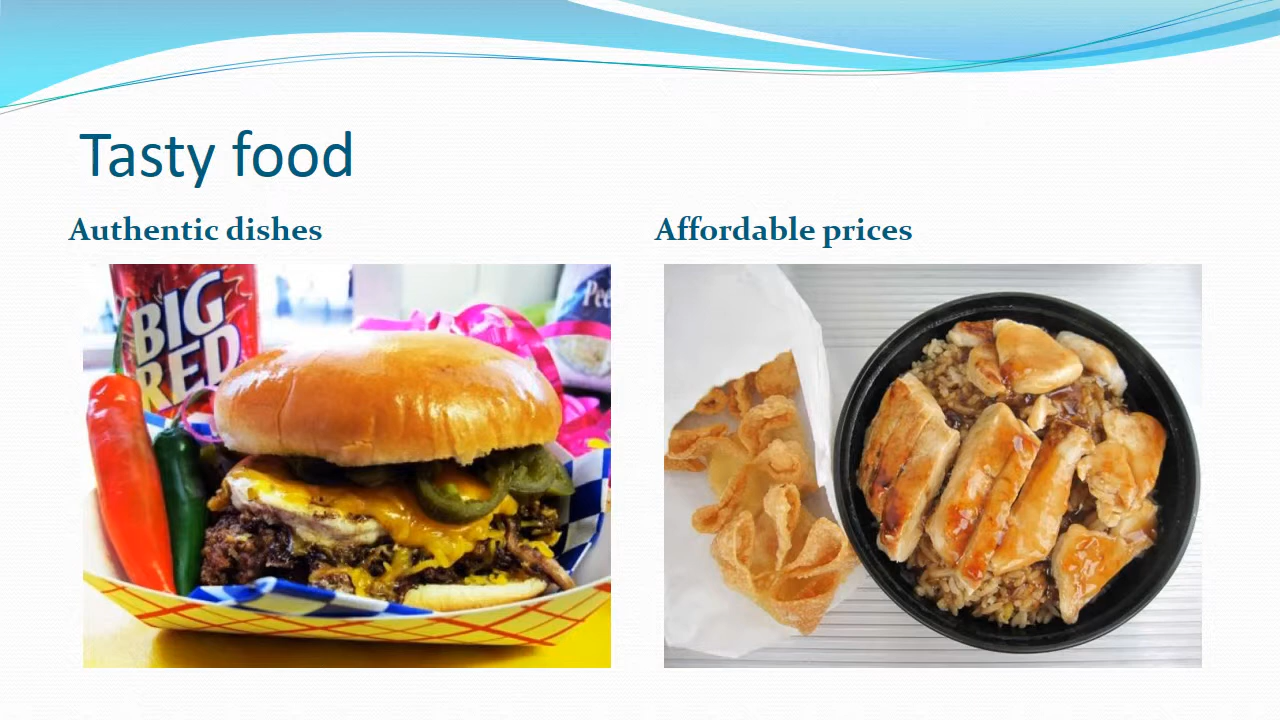 Tasty food
Authentic dishes
Affordable prices
BIG
RED